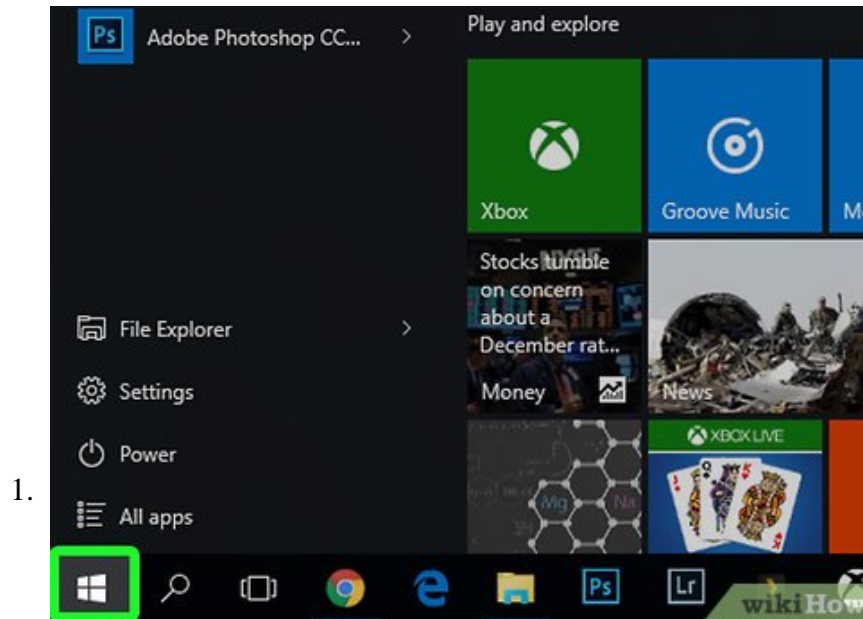 Ps
Adobe Photoshop CC...
Play and explore
Xbox
Groove Music
Stocks tumble
on concern
about a
December rat...
Money
News
File Explorer
Settings
Power
All apps
XBOX LIVE
J
Q
K
K
Mg
Na
1.
Ps
Lr
wikiHow